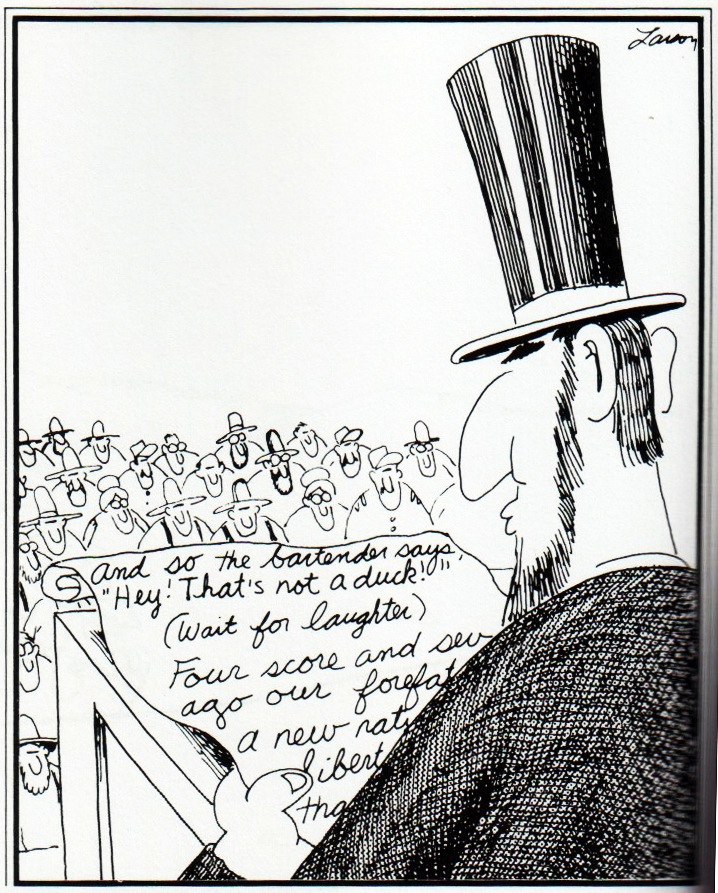 Larson
and so the bartender says,
"Hey! That's not a duck!"
(Wait for laughter)
Four score and sev
ago our forefat
a new nati
libert
tha